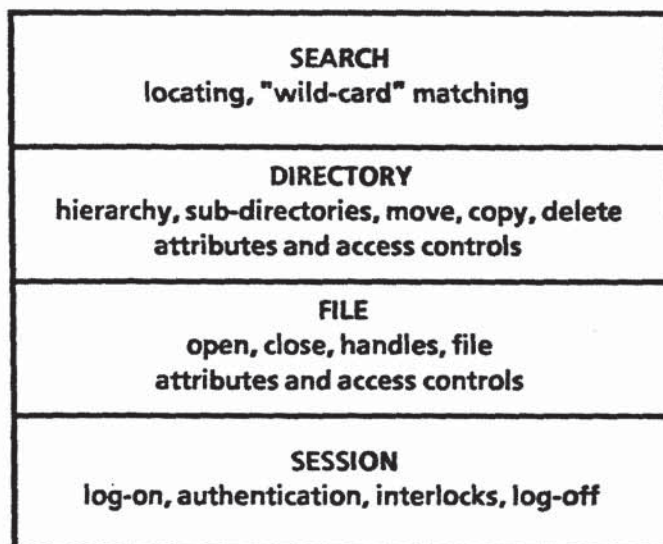 SEARCH
locating, "wild-card" matching
DIRECTORY
hierarchy, sub-directories, move, copy, delete
attributes and access controls
FILE
open, close, handles, file
attributes and access controls
SESSION
log-on, authentication, interlocks, log-off